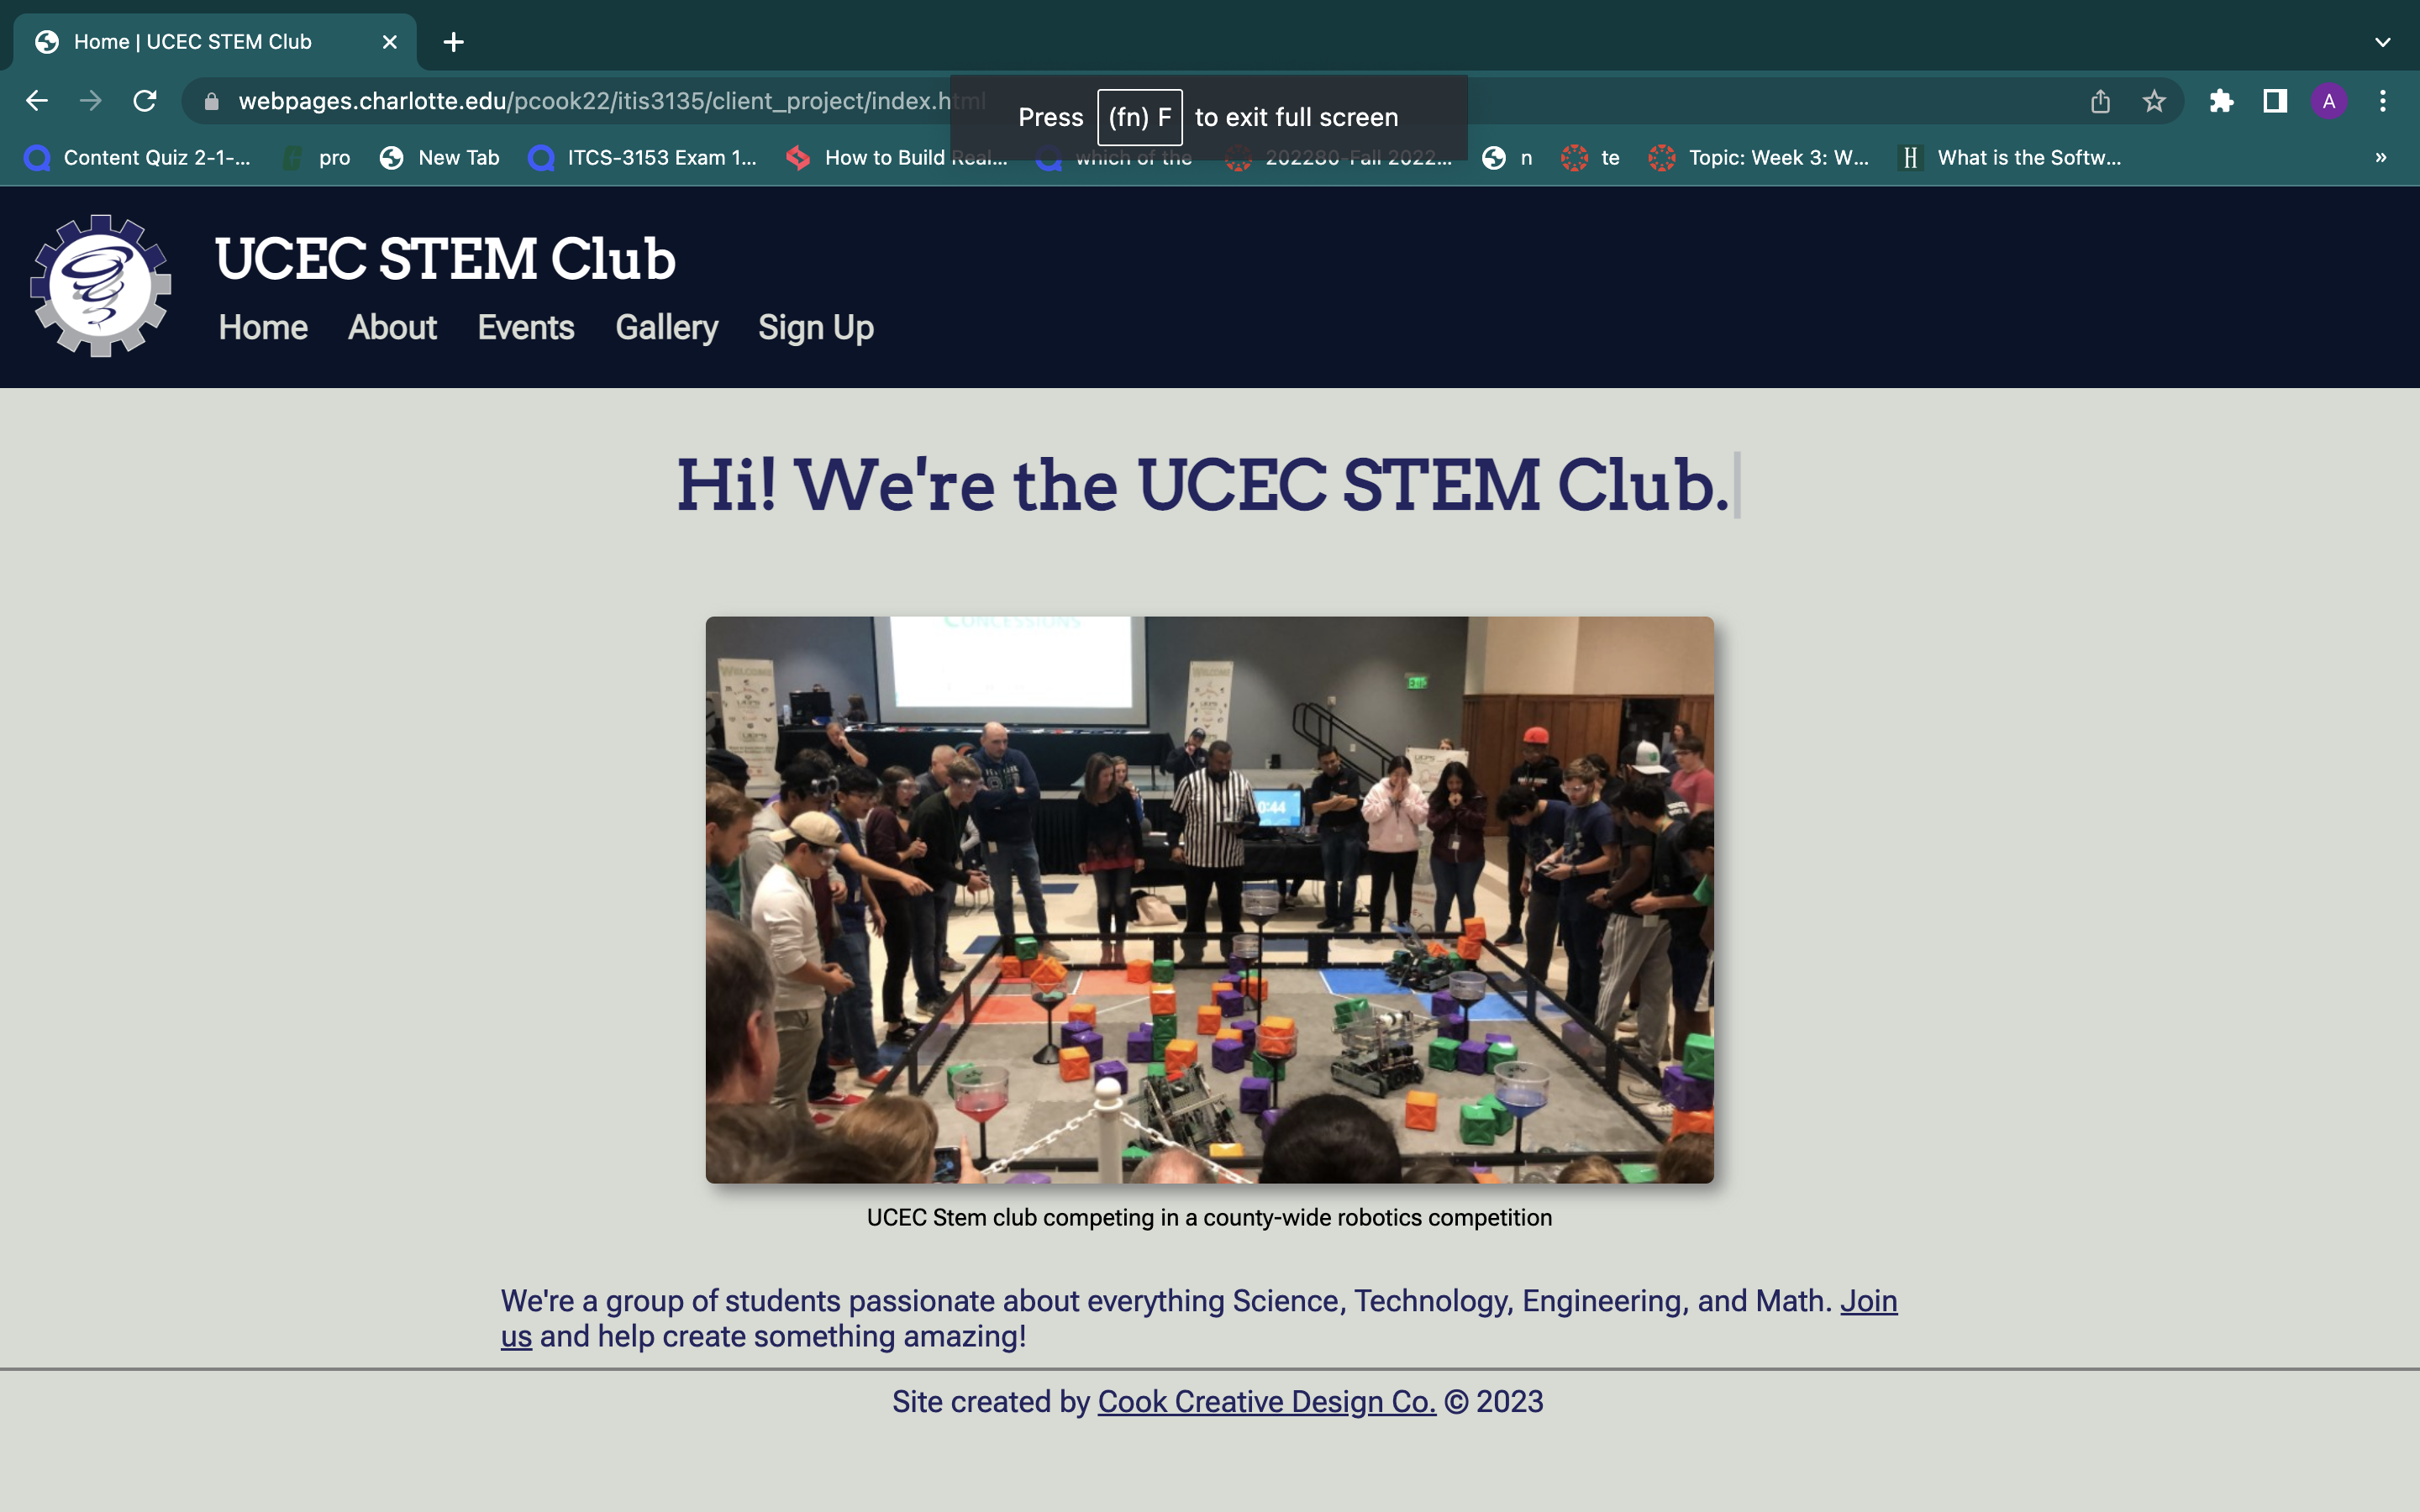 Home | UCEC STEM Club
webpages.charlotte.edu/pcook22/itis3135/client_project/index.html
Press (fn) F to exit full screen
A
Content Quiz 2-1-... pro New Tab ITCS-3153 Exam 1... How to Build Real... which of the 202280-Fall 2022... n te Topic: Week 3: W... H What is the Softw... »
UCEC STEM Club
Home About Events Gallery Sign Up
Hi! We're the UCEC STEM Club.
CONCESSIONS
WELCOME WELCOME
0:44
UCEC Stem club competing in a county-wide robotics competition
We're a group of students passionate about everything Science, Technology, Engineering, and Math. Join
us and help create something amazing!
Site created by Cook Creative Design Co. © 2023